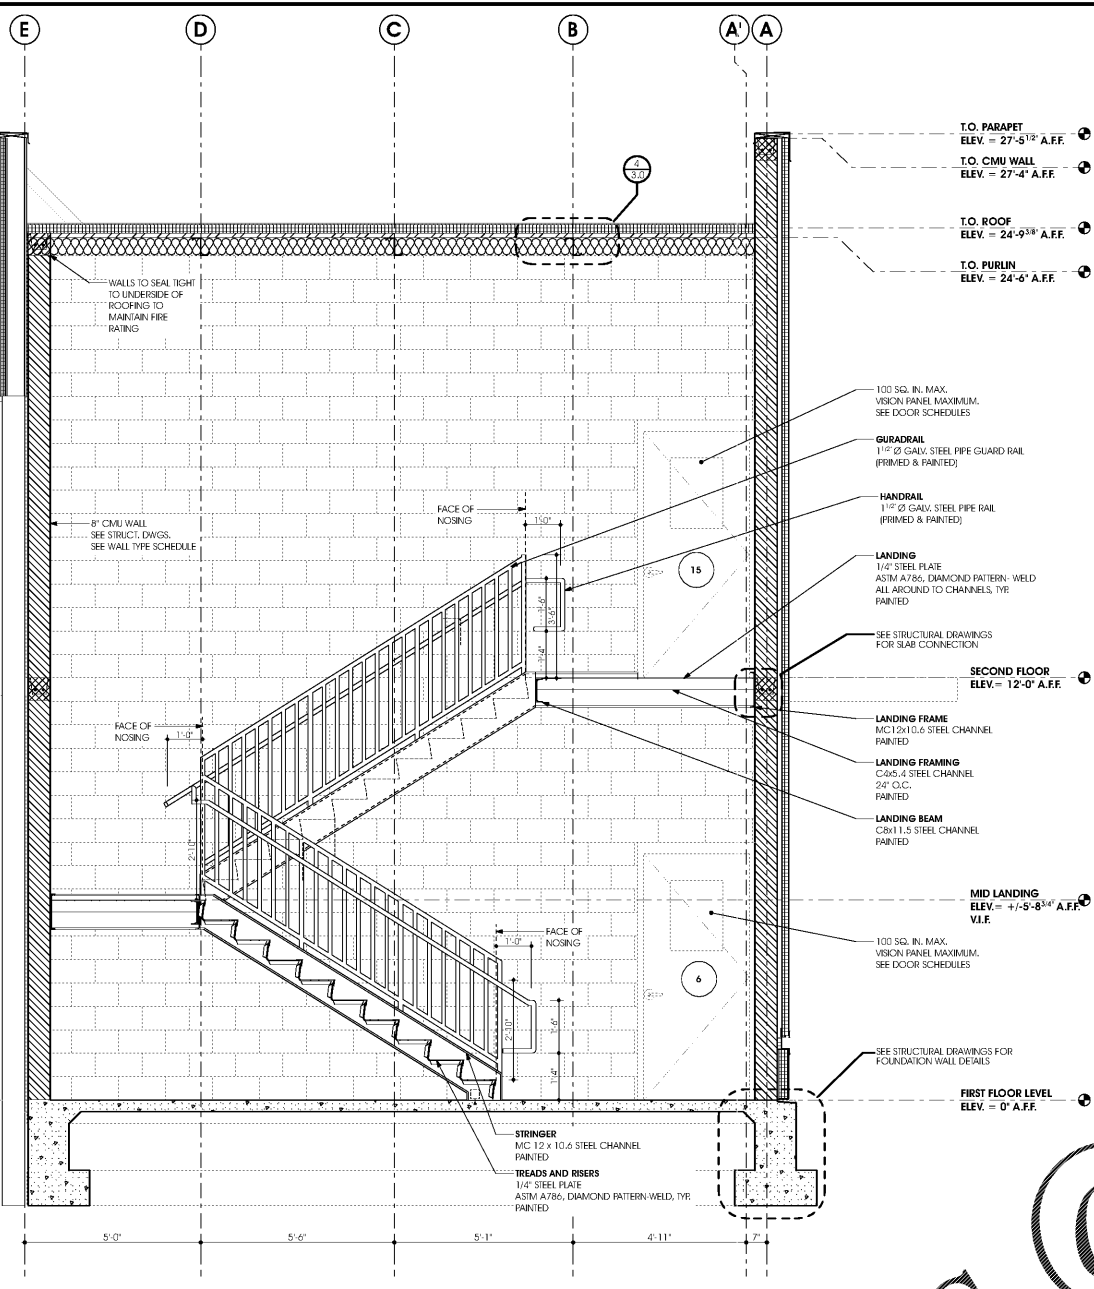 E D C B A' A
T.O. PARAPET
ELEV. = 27'-5 1/2" A.F.F.
T.O. CMU WALL
ELEV. = 27'-4" A.F.F.
4
3.0
T.O. ROOF
ELEV. = 24'-9 3/8" A.F.F.
T.O. PURLIN
ELEV. = 24'-6" A.F.F.
WALLS TO SEAL TIGHT
TO UNDERSIDE OF
ROOFING TO
MAINTAIN FIRE
RATING
100 SQ. IN. MAX.
VISION PANEL MAXIMUM.
SEE DOOR SCHEDULES
GURADRAIL
1 1/2" Ø GALV. STEEL PIPE GUARD RAIL
(PRIMED & PAINTED)
HANDRAIL
1 1/2" Ø GALV. STEEL PIPE RAIL
(PRIMED & PAINTED)
FACE OF
NOSING
1'-0"
8" CMU WALL
SEE STRUCT. DWGS.
SEE WALL TYPE SCHEDULE
LANDING
1/4" STEEL PLATE
ASTM A786, DIAMOND PATTERN- WELD
ALL AROUND TO CHANNELS, TYP.
PAINTED
15
1'-6"
3'-6"
1'-4"
SEE STRUCTURAL DRAWINGS
FOR SLAB CONNECTION
SECOND FLOOR
ELEV.= 12'-0" A.F.F.
LANDING FRAME
MC12x10.6 STEEL CHANNEL
PAINTED
FACE OF
NOSING
1'-0"
LANDING FRAMING
C4x5.4 STEEL CHANNEL
24" O.C.
PAINTED
LANDING BEAM
C8x11.5 STEEL CHANNEL
PAINTED
2'-10"
MID LANDING
ELEV.= +/-5'-8 3/4" A.F.F.
V.I.F.
FACE OF
NOSING
1'-0"
100 SQ. IN. MAX.
VISION PANEL MAXIMUM.
SEE DOOR SCHEDULES
6
2'-10"
1'-6"
1'-4"
SEE STRUCTURAL DRAWINGS FOR
FOUNDATION WALL DETAILS
FIRST FLOOR LEVEL
ELEV. = 0" A.F.F.
STRINGER
MC 12 x 10.6 STEEL CHANNEL
PAINTED
TREADS AND RISERS
1/4" STEEL PLATE
ASTM A786, DIAMOND PATTERN-WELD, TYP.
PAINTED
5'-0" 5'-6" 5'-1" 4'-11" 7"